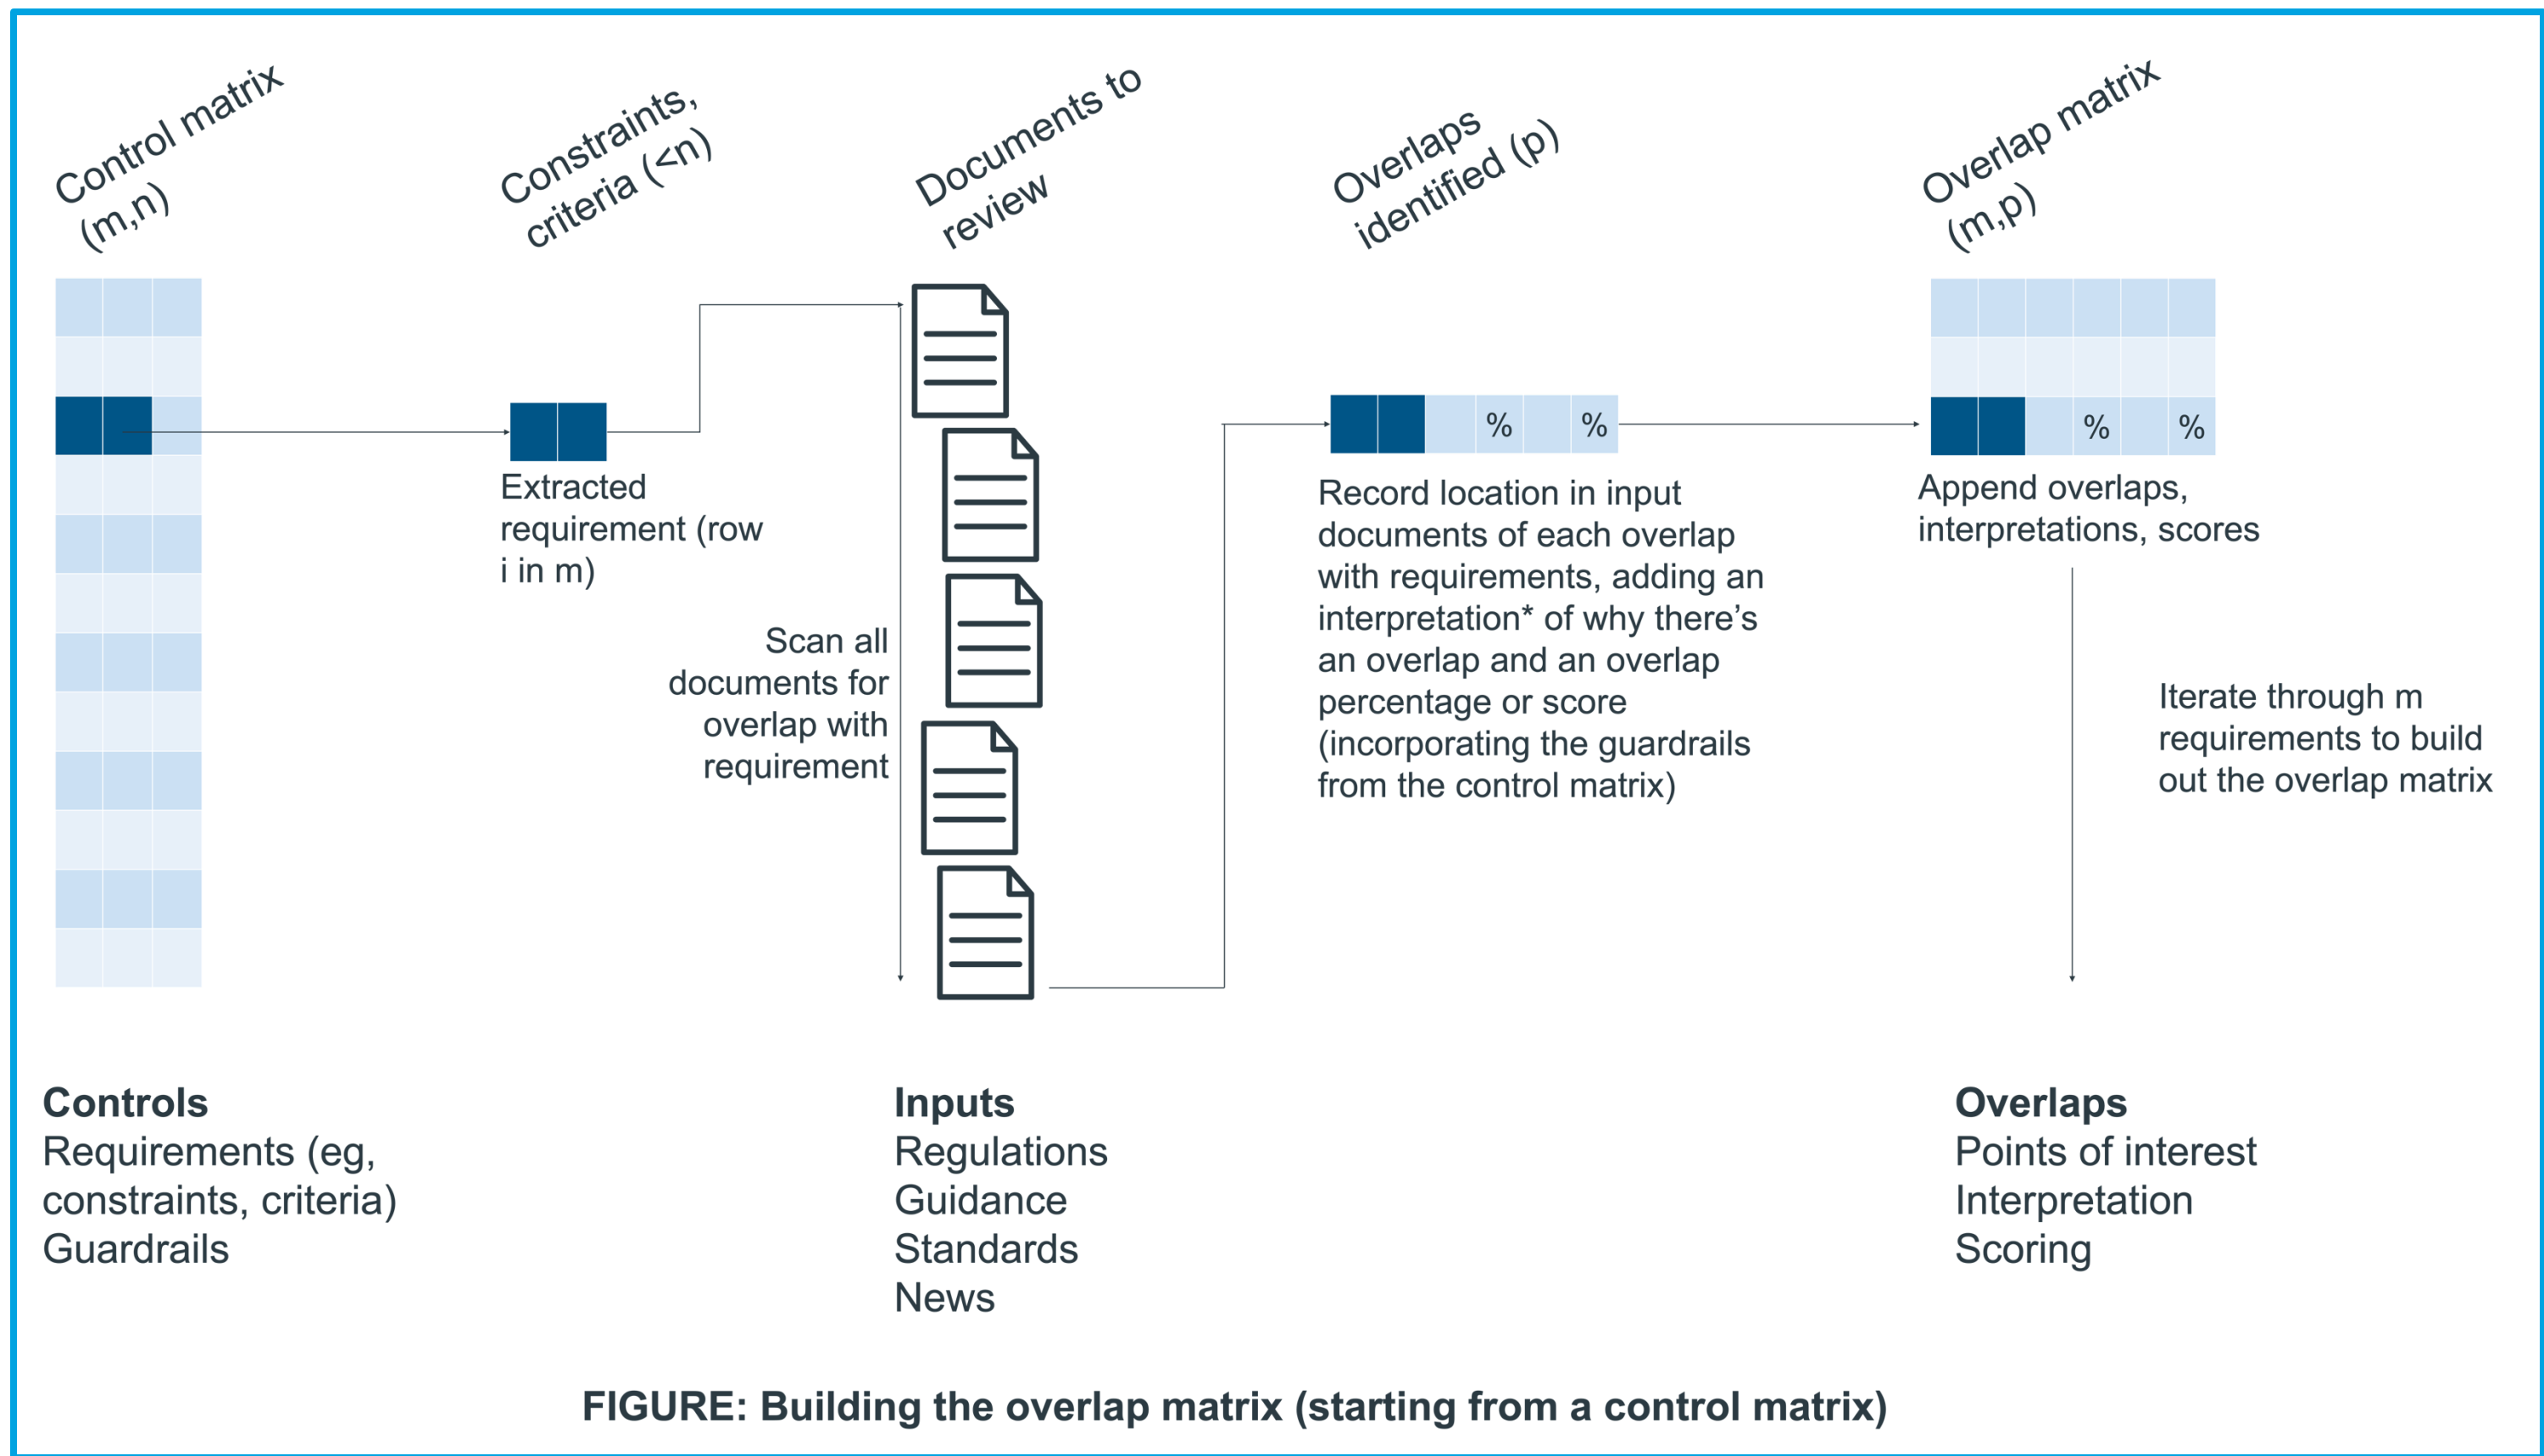 Control matrix
(m,n)
Constraints,
criteria (<n)
Documents to
review
Overlaps
identified (p)
Overlap matrix
(m,p)
Extracted
requirement (row
i in m)
Scan all
documents for
overlap with
requirement
% %
Record location in input
documents of each overlap
with requirements, adding an
interpretation* of why there’s
an overlap and an overlap
percentage or score
(incorporating the guardrails
from the control matrix)
% %
Append overlaps,
interpretations, scores
Iterate through m
requirements to build
out the overlap matrix
Controls
Requirements (eg,
constraints, criteria)
Guardrails
Inputs
Regulations
Guidance
Standards
News
Overlaps
Points of interest
Interpretation
Scoring
FIGURE: Building the overlap matrix (starting from a control matrix)